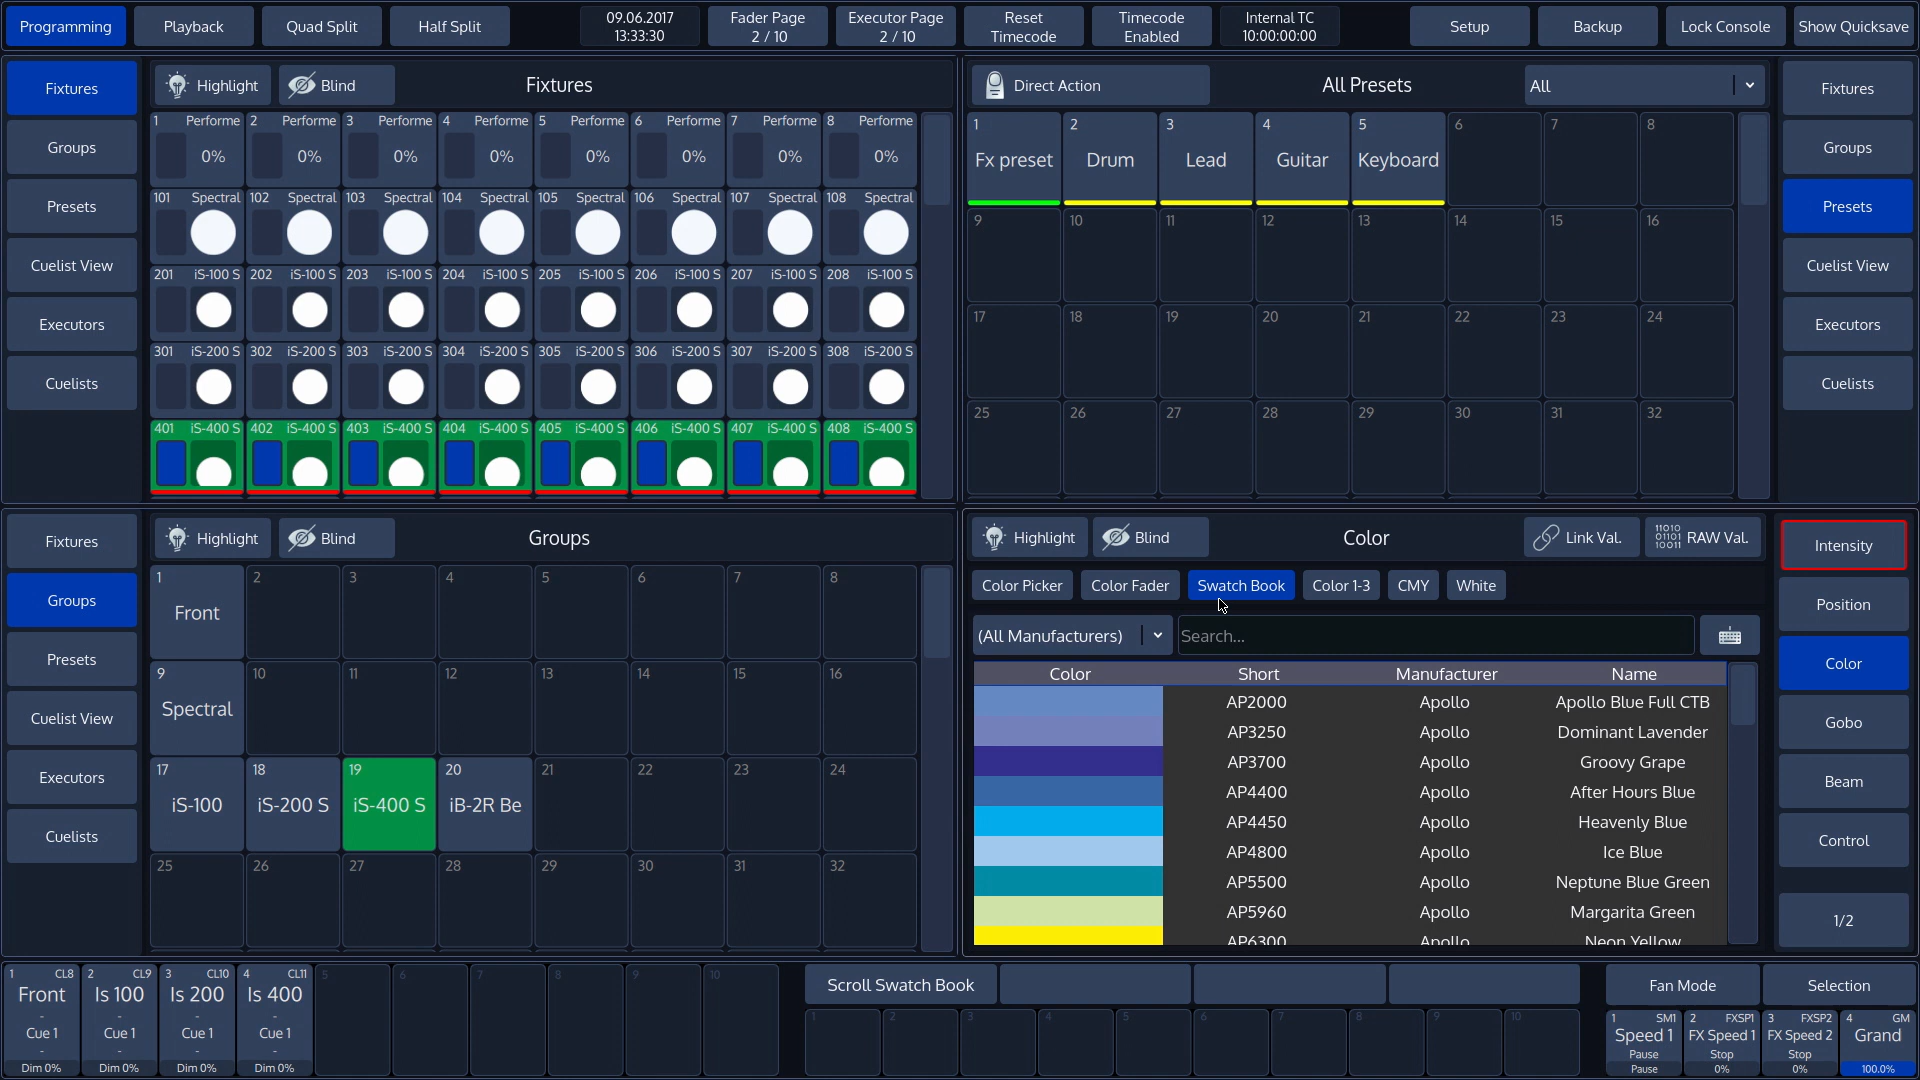 Programming
Playback
Quad Split
Half Split
09.06.2017
13:33:30
Fader Page
2 / 10
Executor Page
2 / 10
Reset
Timecode
Timecode
Enabled
Internal TC
10:00:00:00
Setup
Backup
Lock Console
Show Quicksave
Fixtures
Groups
Presets
Cuelist View
Executors
Cuelists
Highlight
Blind
Fixtures
1 Performe 2 Performe 3 Performe 4 Performe 5 Performe 6 Performe 7 Performe 8 Performe
0% 0% 0% 0% 0% 0% 0% 0%
101 Spectral 102 Spectral 103 Spectral 104 Spectral 105 Spectral 106 Spectral 107 Spectral 108 Spectral
201 iS-100 S 202 iS-100 S 203 iS-100 S 204 iS-100 S 205 iS-100 S 206 iS-100 S 207 iS-100 S 208 iS-100 S
301 iS-200 S 302 iS-200 S 303 iS-200 S 304 iS-200 S 305 iS-200 S 306 iS-200 S 307 iS-200 S 308 iS-200 S
401 iS-400 S 402 iS-400 S 403 iS-400 S 404 iS-400 S 405 iS-400 S 406 iS-400 S 407 iS-400 S 408 iS-400 S
Direct Action
All Presets
All
1 2 3 4 5 6 7 8
Fx preset Drum Lead Guitar Keyboard
9 10 11 12 13 14 15 16
17 18 19 20 21 22 23 24
25 26 27 28 29 30 31 32
Fixtures
Groups
Presets
Cuelist View
Executors
Cuelists
Fixtures
Groups
Presets
Cuelist View
Executors
Cuelists
Highlight
Blind
Groups
1 2 3 4 5 6 7 8
Front
9 10 11 12 13 14 15 16
Spectral
17 18 19 20 21 22 23 24
iS-100 iS-200 S iS-400 S iB-2R Be
25 26 27 28 29 30 31 32
Highlight
Blind
Color
Link Val.
11010
01101
10011
RAW Val.
Color Picker
Color Fader
Swatch Book
Color 1-3
CMY
White
(All Manufacturers)
Search...
Color Short Manufacturer Name
AP2000 Apollo Apollo Blue Full CTB
AP3250 Apollo Dominant Lavender
AP3700 Apollo Groovy Grape
AP4400 Apollo After Hours Blue
AP4450 Apollo Heavenly Blue
AP4800 Apollo Ice Blue
AP5500 Apollo Neptune Blue Green
AP5960 Apollo Margarita Green
AP6300 Apollo Neon Yellow
Intensity
Position
Color
Gobo
Beam
Control
1/2
1 CL8 2 CL9 3 CL10 4 CL11 5 6 7 8 9 10
Front Is 100 Is 200 Is 400
- - - -
Cue 1 Cue 1 Cue 1 Cue 1
- - - -
Dim 0% Dim 0% Dim 0% Dim 0%
Scroll Swatch Book
1 2 3 4 5 6 7 8 9 10
Fan Mode
Selection
1 SM1 2 FXSP1 3 FXSP2 4 GM
Speed 1 FX Speed 1 FX Speed 2 Grand
Pause Stop Stop
Pause 0% 0% 100.0%